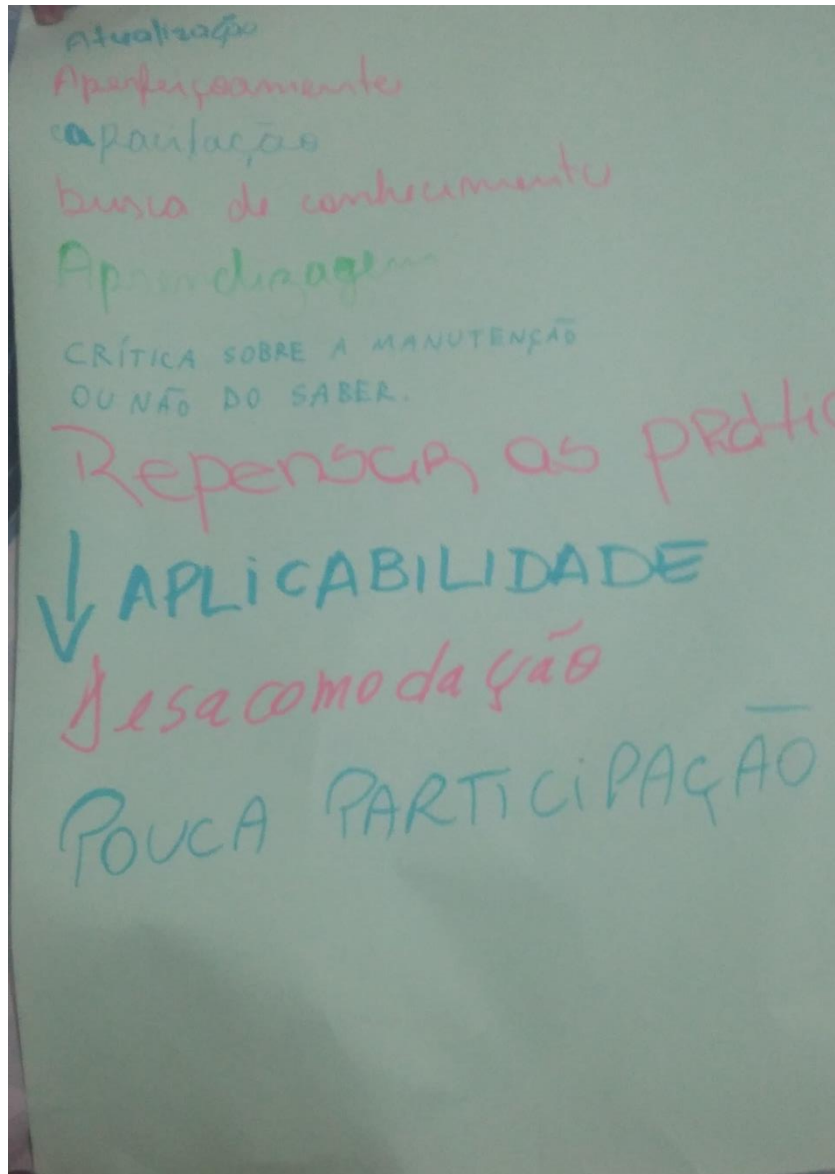 Atualização
Aperfeiçoamento
capacitação
busca de conhecimento
Aprendizagem
CRÍTICA SOBRE A MANUTENÇÃO
OU NÃO DO SABER.
Repensar as prátic
↓ APLICABILIDADE
desacomodação
POUCA PARTICIPAÇÃO